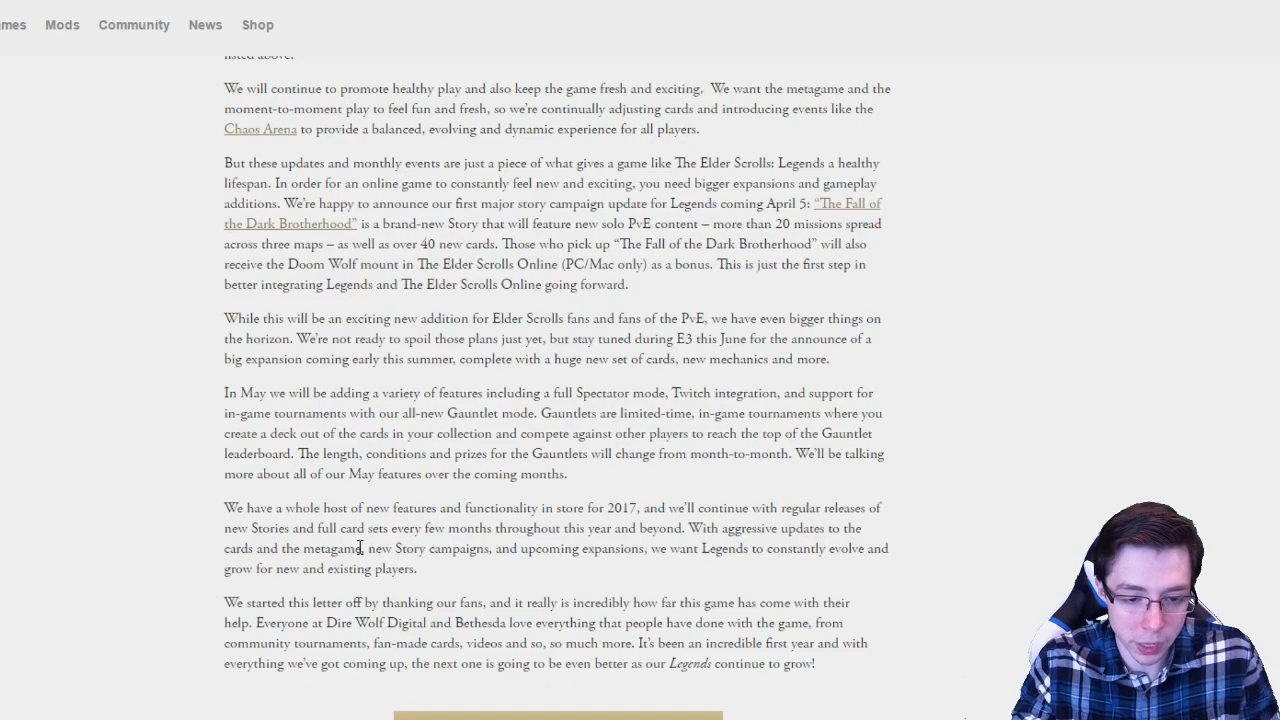 Mods Community News Shop
listed above.
We will continue to promote healthy play and also keep the game fresh and exciting. We want the metagame and the
moment-to-moment play to feel fun and fresh, so we're continually adjusting cards and introducing events like the
Chaos Arena to provide a balanced, evolving and dynamic experience for all players.
But these updates and monthly events are just a piece of what gives a game like The Elder Scrolls: Legends a healthy
lifespan. In order for an online game to constantly feel new and exciting, you need bigger expansions and gameplay
additions. We're happy to announce our first major story campaign update for Legends coming April 5: “The Fall of
the Dark Brotherhood” is a brand-new Story that will feature new solo PvE content – more than 20 missions spread
across three maps – as well as over 40 new cards. Those who pick up “The Fall of the Dark Brotherhood” will also
receive the Doom Wolf mount in The Elder Scrolls Online (PC/Mac only) as a bonus. This is just the first step in
better integrating Legends and The Elder Scrolls Online going forward.
While this will be an exciting new addition for Elder Scrolls fans and fans of the PvE, we have even bigger things on
the horizon. We're not ready to spoil those plans just yet, but stay tuned during E3 this June for the announce of a
big expansion coming early this summer, complete with a huge new set of cards, new mechanics and more.
In May we will be adding a variety of features including a full Spectator mode, Twitch integration, and support for
in-game tournaments with our all-new Gauntlet mode. Gauntlets are limited-time, in-game tournaments where you
create a deck out of the cards in your collection and compete against other players to reach the top of the Gauntlet
leaderboard. The length, conditions and prizes for the Gauntlets will change from month-to-month. We'll be talking
more about all of our May features over the coming months.
We have a whole host of new features and functionality in store for 2017, and we'll continue with regular releases of
new Stories and full card sets every few months throughout this year and beyond. With aggressive updates to the
cards and the metagame, new Story campaigns, and upcoming expansions, we want Legends to constantly evolve and
grow for new and existing players.
We started this letter off by thanking our fans, and it really is incredibly how far this game has come with their
help. Everyone at Dire Wolf Digital and Bethesda love everything that people have done with the game, from
community tournaments, fan-made cards, videos and so, so much more. It's been an incredible first year and with
everything we've got coming up, the next one is going to be even better as our Legends continue to grow!